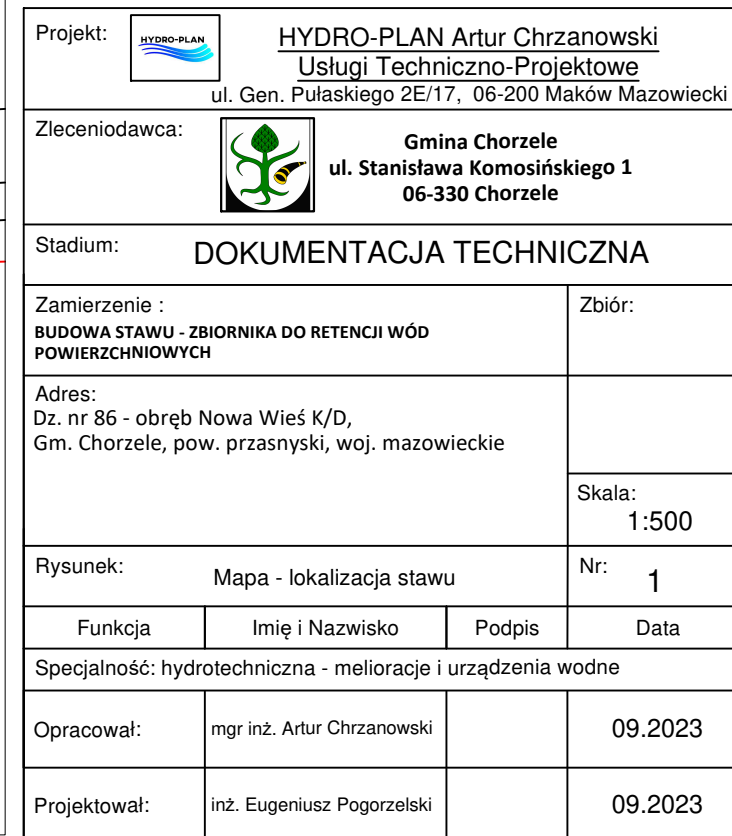 Projekt:
HYDRO-PLAN
HYDRO-PLAN Artur Chrzanowski
Usługi Techniczno-Projektowe
ul. Gen. Pułaskiego 2E/17, 06-200 Maków Mazowiecki
Zleceniodawca:
Gmina Chorzele
ul. Stanisława Komosińskiego 1
06-330 Chorzele
Stadium:
DOKUMENTACJA TECHNICZNA
Zamierzenie :
BUDOWA STAWU - ZBIORNIKA DO RETENCJI WÓD
POWIERZCHNIOWYCH
Zbiór:
Adres:
Dz. nr 86 - obręb Nowa Wieś K/D,
Gm. Chorzele, pow. przasnyski, woj. mazowieckie
Skala:
1:500
Rysunek:
Mapa - lokalizacja stawu
Nr:
1
Funkcja Imię i Nazwisko Podpis Data
Specjalność: hydrotechniczna - melioracje i urządzenia wodne
Opracował: mgr inż. Artur Chrzanowski 09.2023
Projektował: inż. Eugeniusz Pogorzelski 09.2023